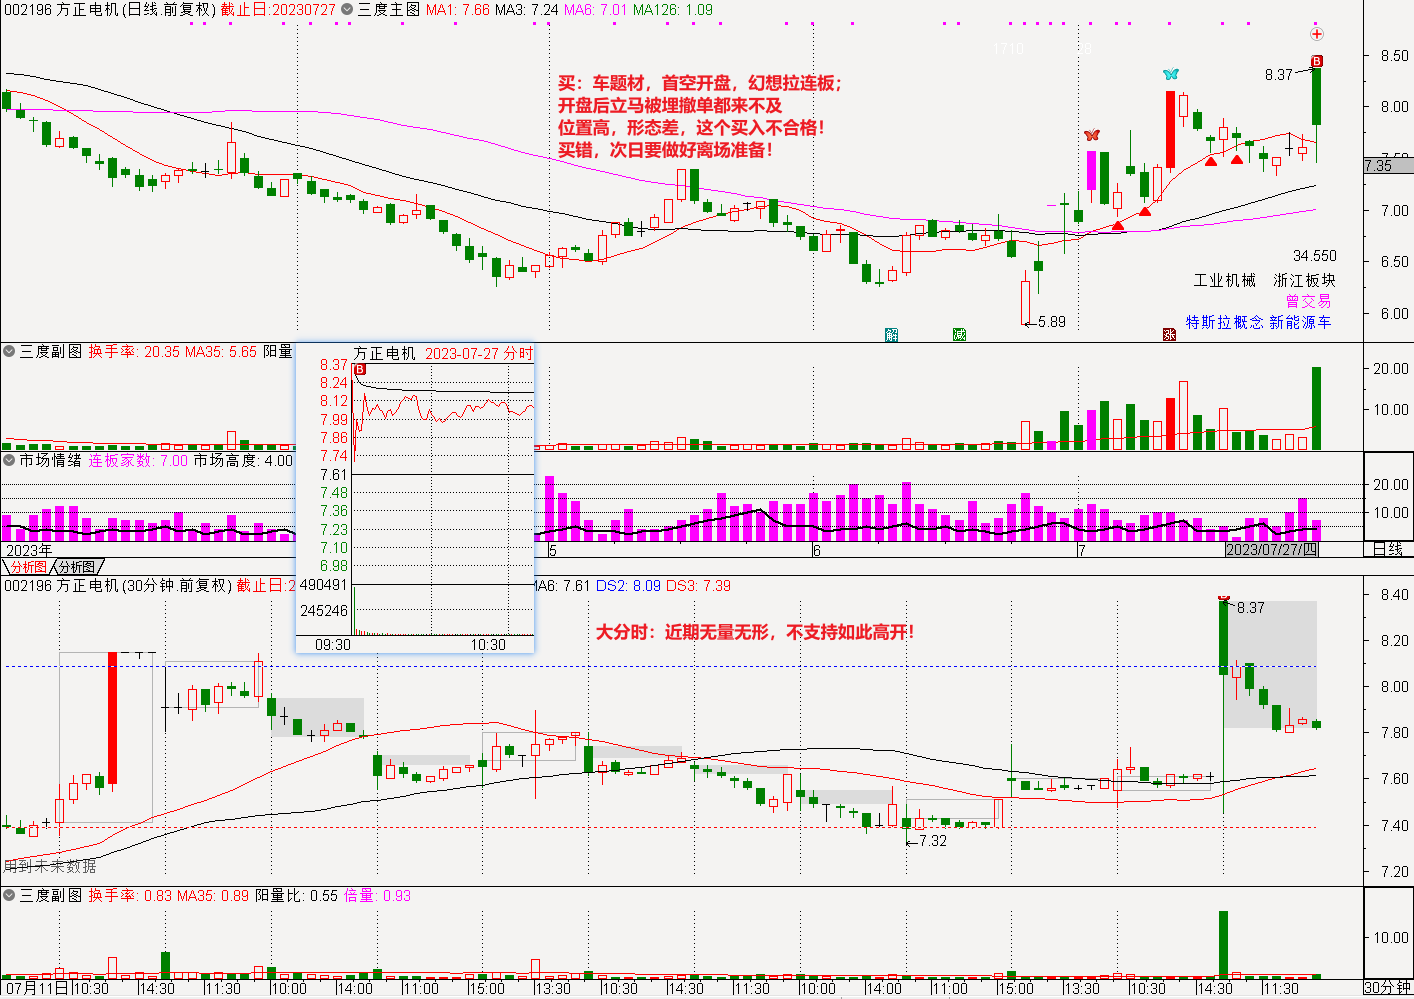 002196 方正电机(日线.前复权) 截止日:20230727 三度主图 MA1: 7.66 MA3: 7.24 MA6: 7.01 MA126: 1.09
1710
8.50
B
8.37
买：车题材，首空开盘，幻想拉连板；
开盘后立马被埋撤单都来不及
位置高，形态差，这个买入不合格！
买错，次日要做好离场准备！
8.00
7.50
7.35
7.00
6.50
6.00
34.550
工业机械 浙江板块
曾交易
特斯拉概念 新能源车
5.89
解
减
涨
三度副图 换手率: 20.35 MA35: 5.65 阳量
20.00
10.00
市场情绪 连板家数: 7.00 市场高度: 4.00
20.00
10.00
2023年
5
6
7
2023/07/27/四
日线
方正电机 2023-07-27 分时
B
8.37
8.24
8.12
7.99
7.86
7.74
7.61
7.48
7.36
7.23
7.10
6.98
490491
245246
09:30
10:30
分析图 分析图
002196 方正电机(30分钟.前复权) 截止日:2
MA6: 7.61 DS2: 8.09 DS3: 7.39
大分时：近期无量无形，不支持如此高开！
8.37
7.32
8.40
8.20
8.00
7.80
7.60
7.40
7.20
用到未来数据
三度副图 换手率: 0.83 MA35: 0.89 阳量比: 0.55 倍量: 0.93
10.00
07月11日 10:30 14:30 11:30 10:00 14:00 11:00 15:00 13:30 10:30 14:30 11:30 10:00 14:00 11:00 15:00 13:30 10:30 14:30 11:30
30分钟